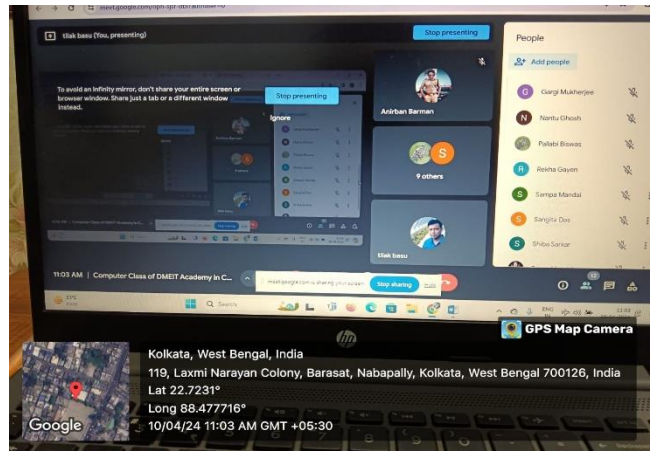 tilak basu (You, presenting)
Stop presenting
People
Add people
To avoid an infinity mirror, don't share your entire screen or
browser window. Share just a tab or a different window
instead.
Stop presenting
Ignore
Anirban Barman
9 others
tilak basu
G Gargi Mukherjee
N Nantu Ghosh
Pallabi Biswas
R Rekha Gayen
S Sampa Mandal
S Sangita Das
S Shiba Sarkar
11:03 AM | Computer Class of DMEIT Academy in C...
meet.google.com is sharing your screen.
Stop sharing
Hide
Search
ENG
IN
hp
GPS Map Camera
Kolkata, West Bengal, India
119, Laxmi Narayan Colony, Barasat, Nabapally, Kolkata, West Bengal 700126, India
Lat 22.7231°
Long 88.477716°
10/04/24 11:03 AM GMT +05:30
Google